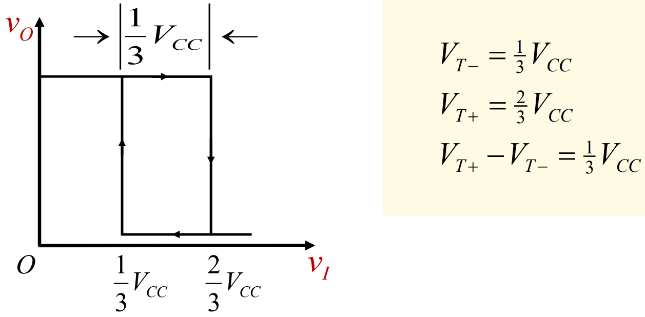 v_O
→ |1/3 V_CC| ←
O
1/3 V_CC
2/3 V_CC
v_I
V_T− = 1/3 V_CC
V_T+ = 2/3 V_CC
V_T+ − V_T− = 1/3 V_CC